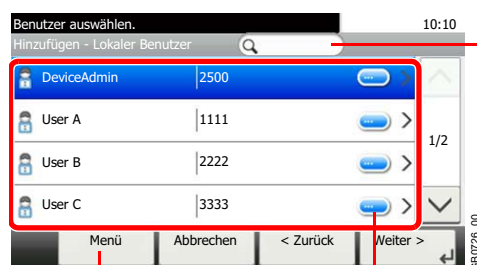 Benutzer auswählen. 10:10
Hinzufügen - Lokaler Benutzer
DeviceAdmin 2500
User A 1111
User B 2222
1/2
User C 3333
Menü Abbrechen < Zurück Weiter >